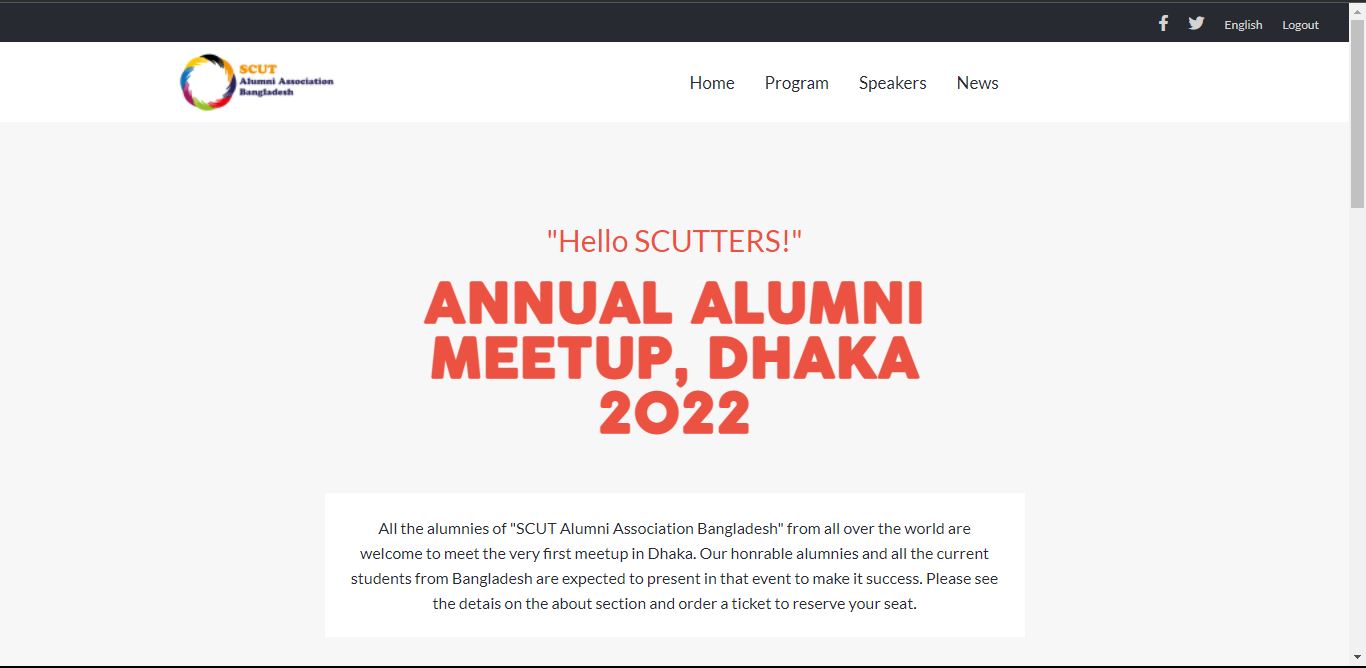 English Logout
SCUT
Alumni Association
Bangladesh
Home Program Speakers News
"Hello SCUTTERS!"
ANNUAL ALUMNI
MEETUP, DHAKA
2022
All the alumnies of "SCUT Alumni Association Bangladesh" from all over the world are
welcome to meet the very first meetup in Dhaka. Our honrable alumnies and all the current
students from Bangladesh are expected to present in that event to make it success. Please see
the detais on the about section and order a ticket to reserve your seat.